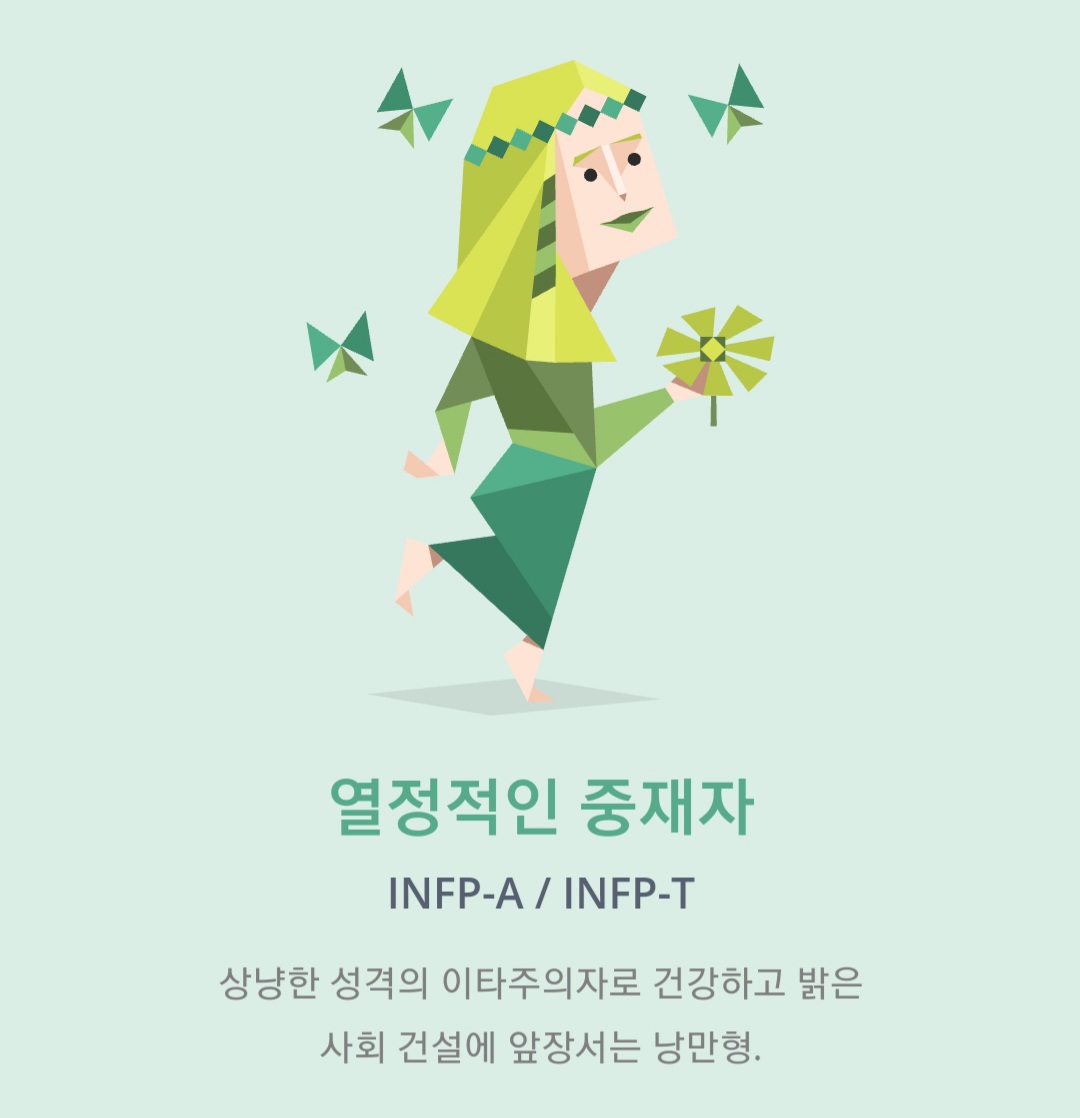 열정적인 중재자
INFP-A / INFP-T
상냥한 성격의 이타주의자로 건강하고 밝은
사회 건설에 앞장서는 낭만형.